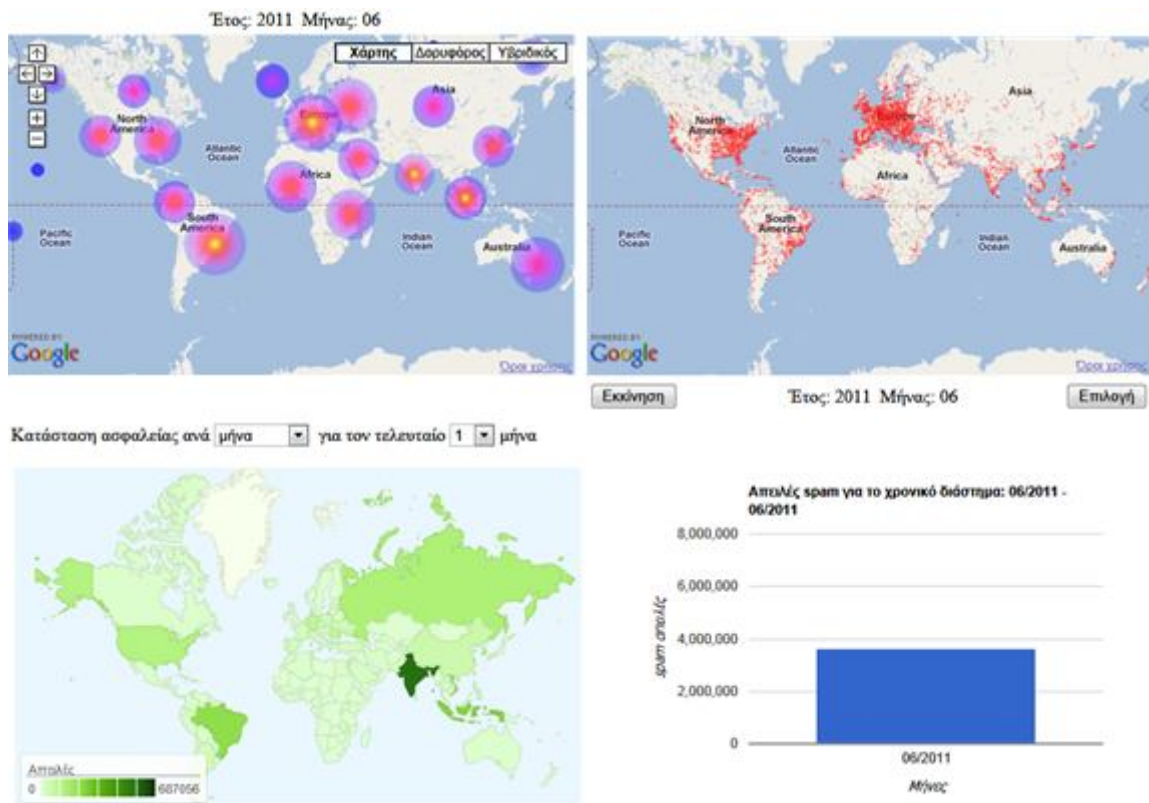 Έτος: 2011 Μήνας: 06
Χάρτης Δορυφόρος Υβριδικός
Asia
North America
Europe
Atlantic Ocean
Africa
South America
Pacific Ocean
Indian Ocean
Australia
POWERED BY
Google
Όροι χρήσης
Asia
North America
Europe
Atlantic Ocean
Africa
South America
Pacific Ocean
Indian Ocean
Australia
POWERED BY
Google
Όροι χρήσης
Εκκίνηση Έτος: 2011 Μήνας: 06 Επιλογή
Κατάσταση ασφαλείας ανά μήνα για τον τελευταίο 1 μήνα
Απειλές
0 687056
Απειλές spam για το χρονικό διάστημα: 06/2011 -
06/2011
8,000,000
6,000,000
4,000,000
2,000,000
0
spam απειλές
06/2011
Μήνας